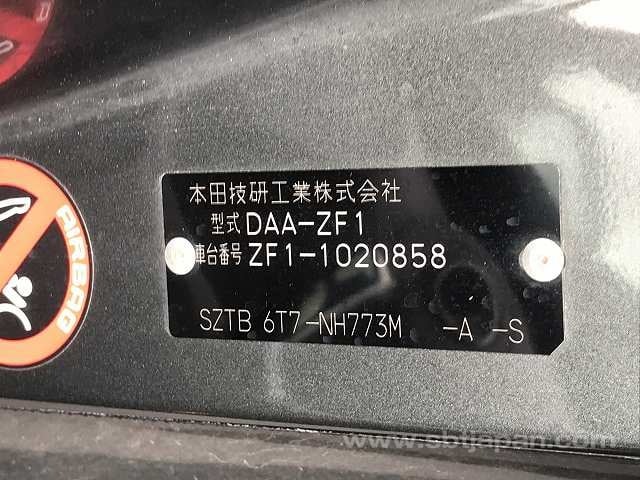 本田技研工業株式会社
型式 DAA-ZF1
車台番号 ZF1-1020858
SZTB 6T7-NH773M -A -S
AIRBAG
www.sbtjapan.com